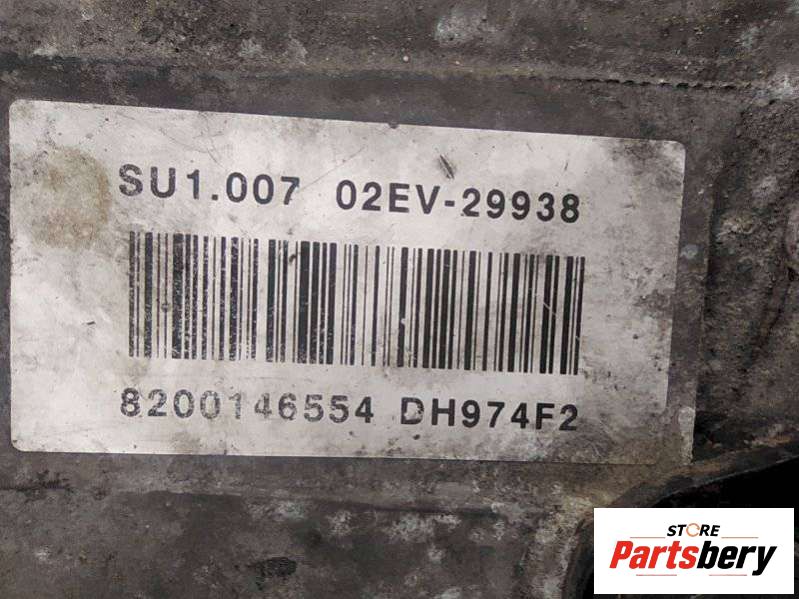 SU1.007 02EV-29938
8200146554 DH974F2
STORE
Partsbery